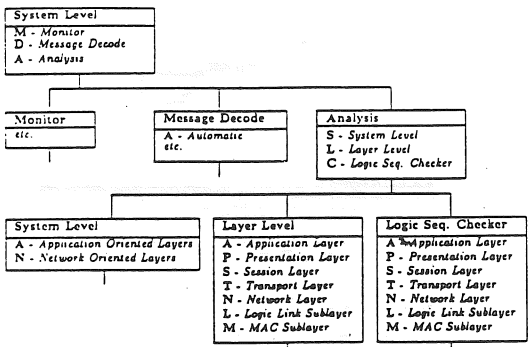 System Level
M - Monitor
D - Message Decode
A - Analysis
Monitor
etc.
Message Decode
A - Automatic
etc.
Analysis
S - System Level
L - Layer Level
C - Logic Seq. Checker
System Level
A - Application Oriented Layers
N - Network Oriented Layers
Layer Level
A - Application Layer
P - Presentation Layer
S - Session Layer
T - Transport Layer
N - Network Layer
L - Logic Link Sublayer
M - MAC Sublayer
Logic Seq. Checker
A - Application Layer
P - Presentation Layer
S - Session Layer
T - Transport Layer
N - Network Layer
L - Logic Link Sublayer
M - MAC Sublayer